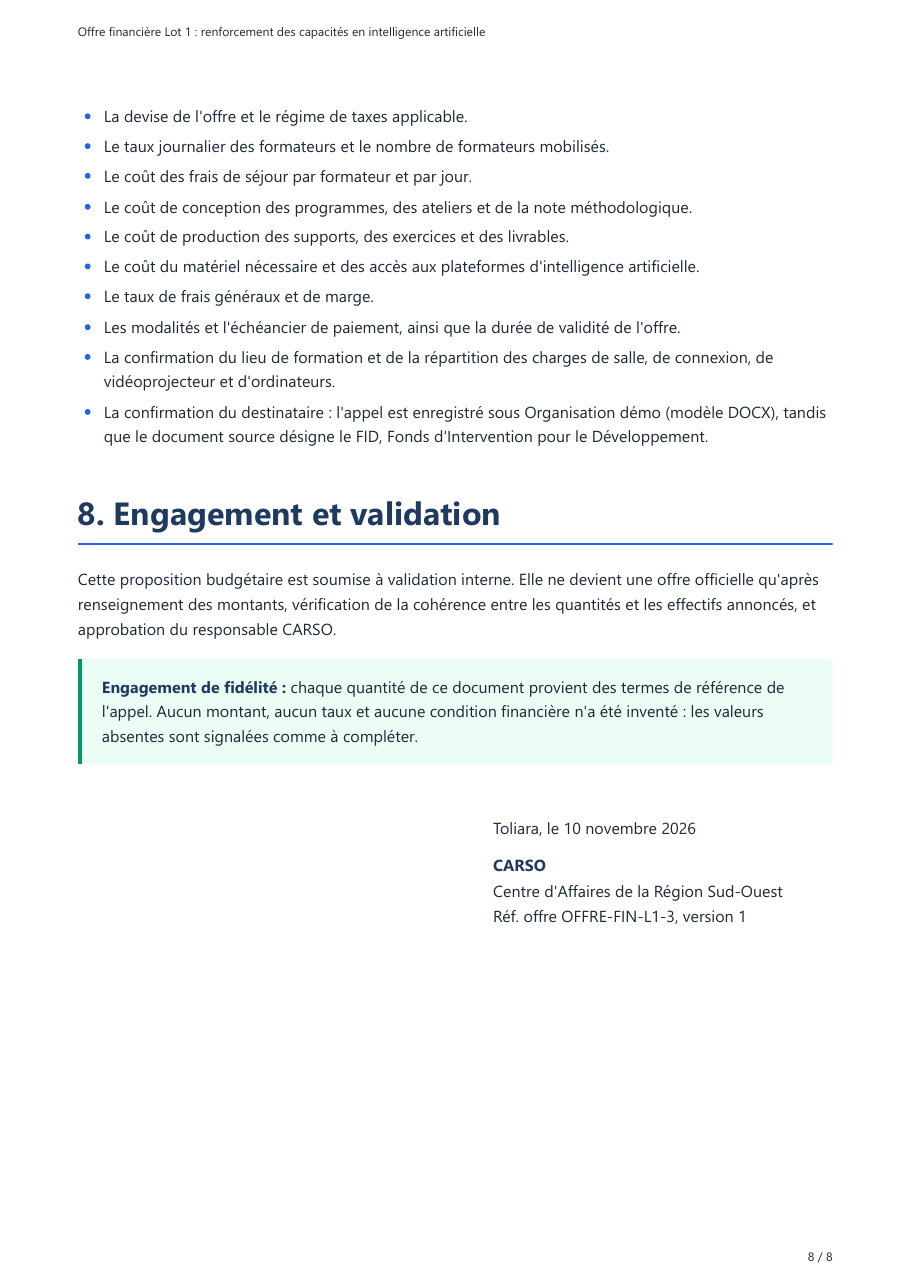 Offre financière Lot 1 : renforcement des capacités en intelligence artificielle
• La devise de l'offre et le régime de taxes applicable.
• Le taux journalier des formateurs et le nombre de formateurs mobilisés.
• Le coût des frais de séjour par formateur et par jour.
• Le coût de conception des programmes, des ateliers et de la note méthodologique.
• Le coût de production des supports, des exercices et des livrables.
• Le coût du matériel nécessaire et des accès aux plateformes d'intelligence artificielle.
• Le taux de frais généraux et de marge.
• Les modalités et l'échéancier de paiement, ainsi que la durée de validité de l'offre.
• La confirmation du lieu de formation et de la répartition des charges de salle, de connexion, de
vidéoprojecteur et d'ordinateurs.
• La confirmation du destinataire : l'appel est enregistré sous Organisation démo (modèle DOCX), tandis
que le document source désigne le FID, Fonds d'Intervention pour le Développement.
8. Engagement et validation
Cette proposition budgétaire est soumise à validation interne. Elle ne devient une offre officielle qu'après
renseignement des montants, vérification de la cohérence entre les quantités et les effectifs annoncés, et
approbation du responsable CARSO.
Engagement de fidélité : chaque quantité de ce document provient des termes de référence de
l'appel. Aucun montant, aucun taux et aucune condition financière n'a été inventé : les valeurs
absentes sont signalées comme à compléter.
Toliara, le 10 novembre 2026
CARSO
Centre d'Affaires de la Région Sud-Ouest
Réf. offre OFFRE-FIN-L1-3, version 1
8 / 8